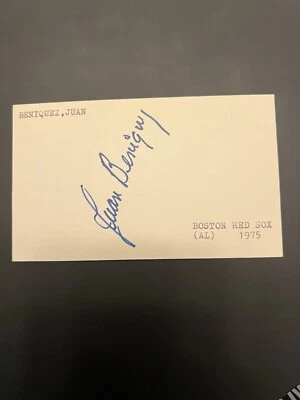 BENIQUEZ,JUAN
Juan Beniquez
BOSTON RED SOX
(AL) 1975